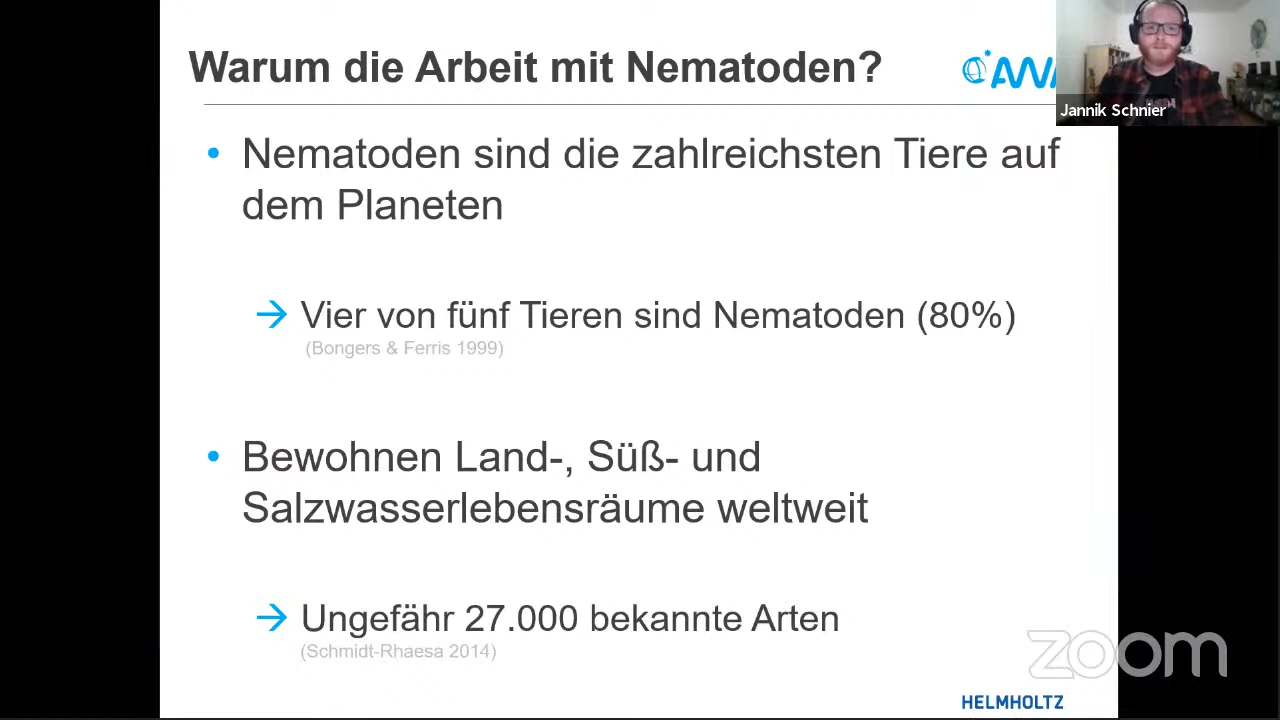 Warum die Arbeit mit Nematoden?
Jannik Schnier
• Nematoden sind die zahlreichsten Tiere auf
dem Planeten
→ Vier von fünf Tieren sind Nematoden (80%)
(Bongers & Ferris 1999)
• Bewohnen Land-, Süß- und
Salzwasserlebensräume weltweit
→ Ungefähr 27.000 bekannte Arten
(Schmidt-Rhaesa 2014)
zoom
HELMHOLTZ